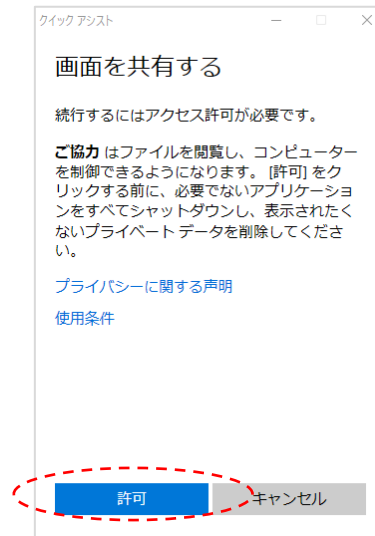 クイック アシスト
画面を共有する
続行するにはアクセス許可が必要です。
ご協力 はファイルを閲覧し、コンピューター
を制御できるようになります。 [許可] をク
リックする前に、必要でないアプリケーショ
ンをすべてシャットダウンし、表示されたく
ないプライベート データを削除してくださ
い。
プライバシーに関する声明
使用条件
許可 キャンセル